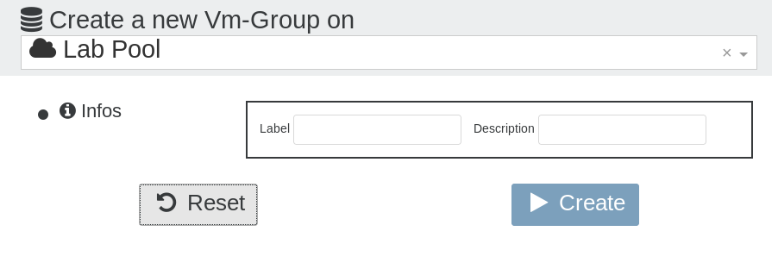 Create a new Vm-Group on
Lab Pool
Infos
Label Description
Reset Create